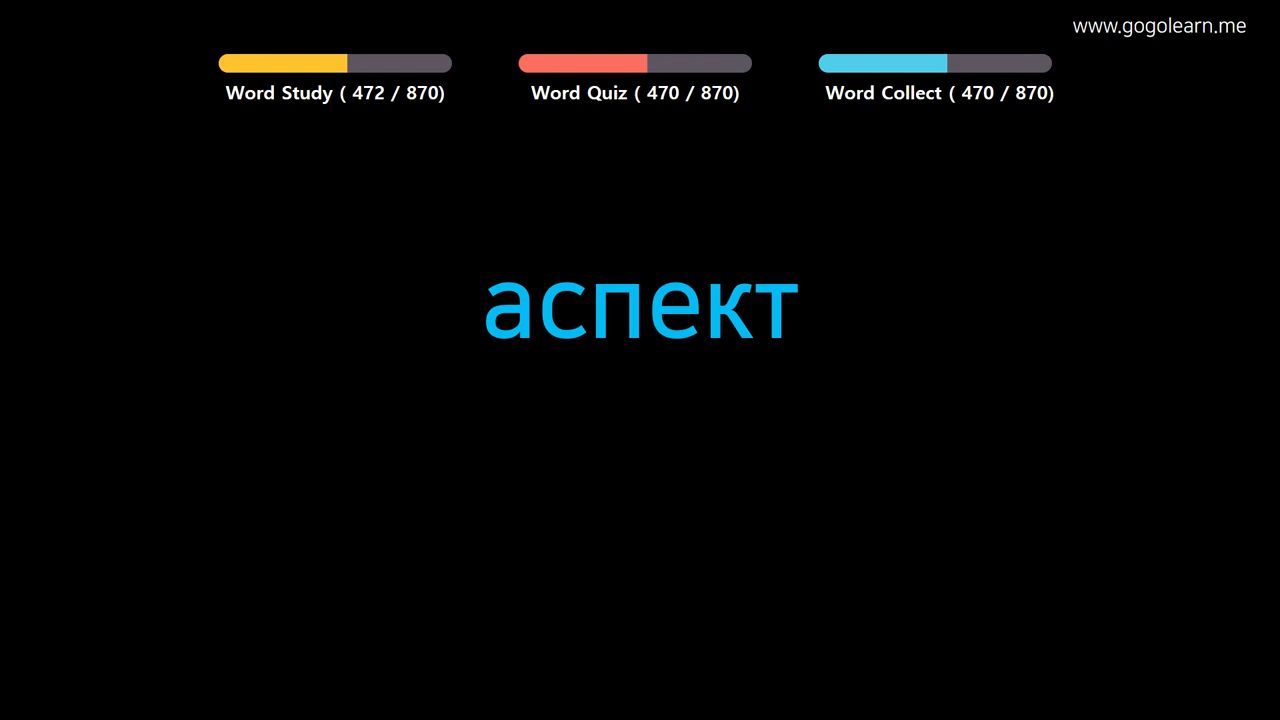 www.gogolearn.me
Word Study ( 472 / 870)
Word Quiz ( 470 / 870)
Word Collect ( 470 / 870)
аспект